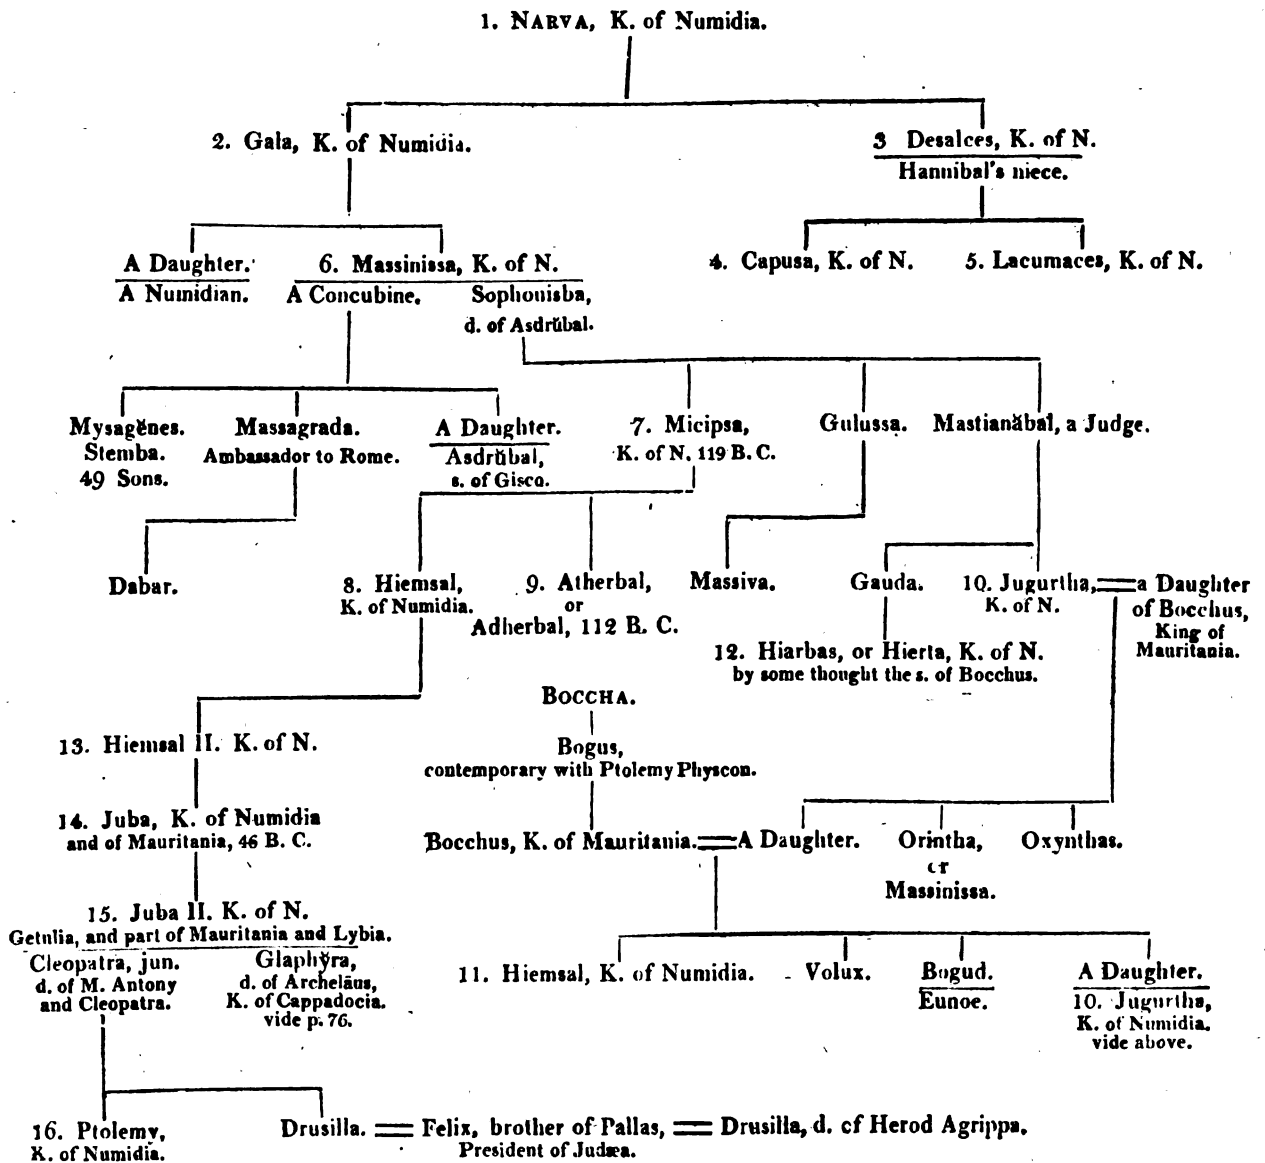 1. NARVA, K. of Numidia.
2. Gala, K. of Numidia.
3 Desalces, K. of N.
Hannibal's niece.
A Daughter.
A Numidian.
6. Massinissa, K. of N.
A Concubine. Sophonisba,
d. of Asdrŭbal.
4. Capusa, K. of N.
5. Lacumaces, K. of N.
Mysagĕnes.
Stemba.
49 Sons.
Massagrada.
Ambassador to Rome.
A Daughter.
Asdrŭbal,
s. of Gisco.
7. Micipsa,
K. of N. 119 B. C.
Gulussa.
Mastianăbal, a Judge.
Dabar.
8. Hiemsal,
K. of Numidia.
9. Atherbal,
or
Adherbal, 112 B. C.
Massiva.
Gauda.
10. Jugurtha,
K. of N.
a Daughter
of Bocchus,
King of
Mauritania.
12. Hiarbas, or Hierta, K. of N.
by some thought the s. of Bocchus.
BOCCHA.
13. Hiemsal II. K. of N.
Bogus,
contemporary with Ptolemy Physcon.
14. Juba, K. of Numidia
and of Mauritania, 46 B. C.
Bocchus, K. of Mauritania. = A Daughter.
Orintha,
or
Massinissa.
Oxynthas.
15. Juba II. K. of N.
Getulia, and part of Mauritania and Lybia.
Cleopatra, jun.
d. of M. Antony
and Cleopatra.
Glaphy̆ra,
d. of Archelāus,
K. of Cappadocia.
vide p. 76.
11. Hiemsal, K. of Numidia.
Volux.
Bogud.
Eunoe.
A Daughter.
10. Jugurtha,
K. of Numidia.
vide above.
16. Ptolemy,
K. of Numidia.
Drusilla. = Felix, brother of Pallas, = Drusilla, d. of Herod Agrippa.
President of Judæa.